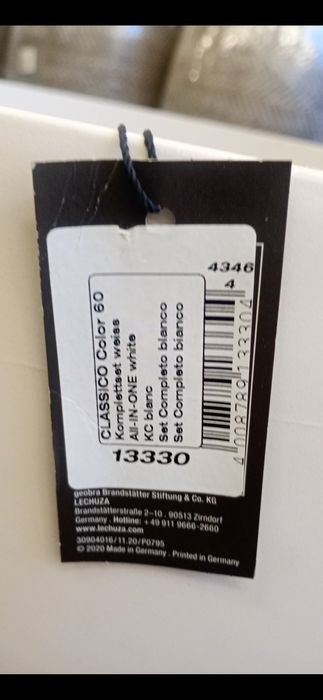 CLASSICO Color 60
Komplettset weiss
All-IN-ONE white
KC blanc
Set Completo blanco
Set Completo bianco
4346
4
4 008789 133304
13330
geobra Brandstätter Stiftung & Co. KG
LECHUZA
Brandstätterstraße 2-10 . 90513 Zirndorf
Germany . Hotline: +49 911 9666-2660
www.lechuza.com
30904016/11.20/P0795
© 2020 Made in Germany . Printed in Germany